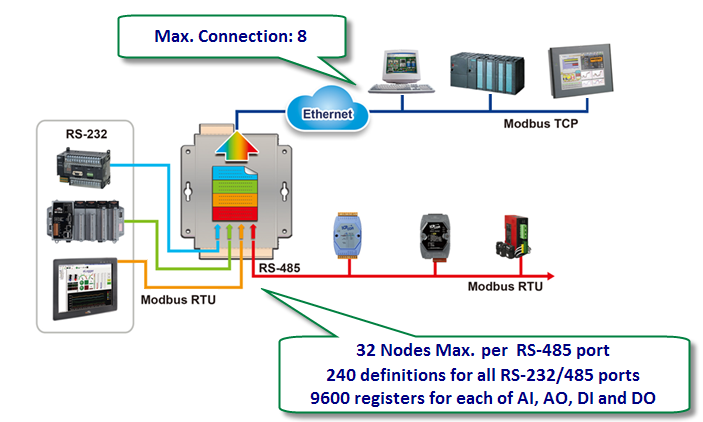 Max. Connection: 8
Ethernet
Modbus TCP
RS-232
RS-485
Modbus RTU
Modbus RTU
32 Nodes Max. per RS-485 port
240 definitions for all RS-232/485 ports
9600 registers for each of AI, AO, DI and DO